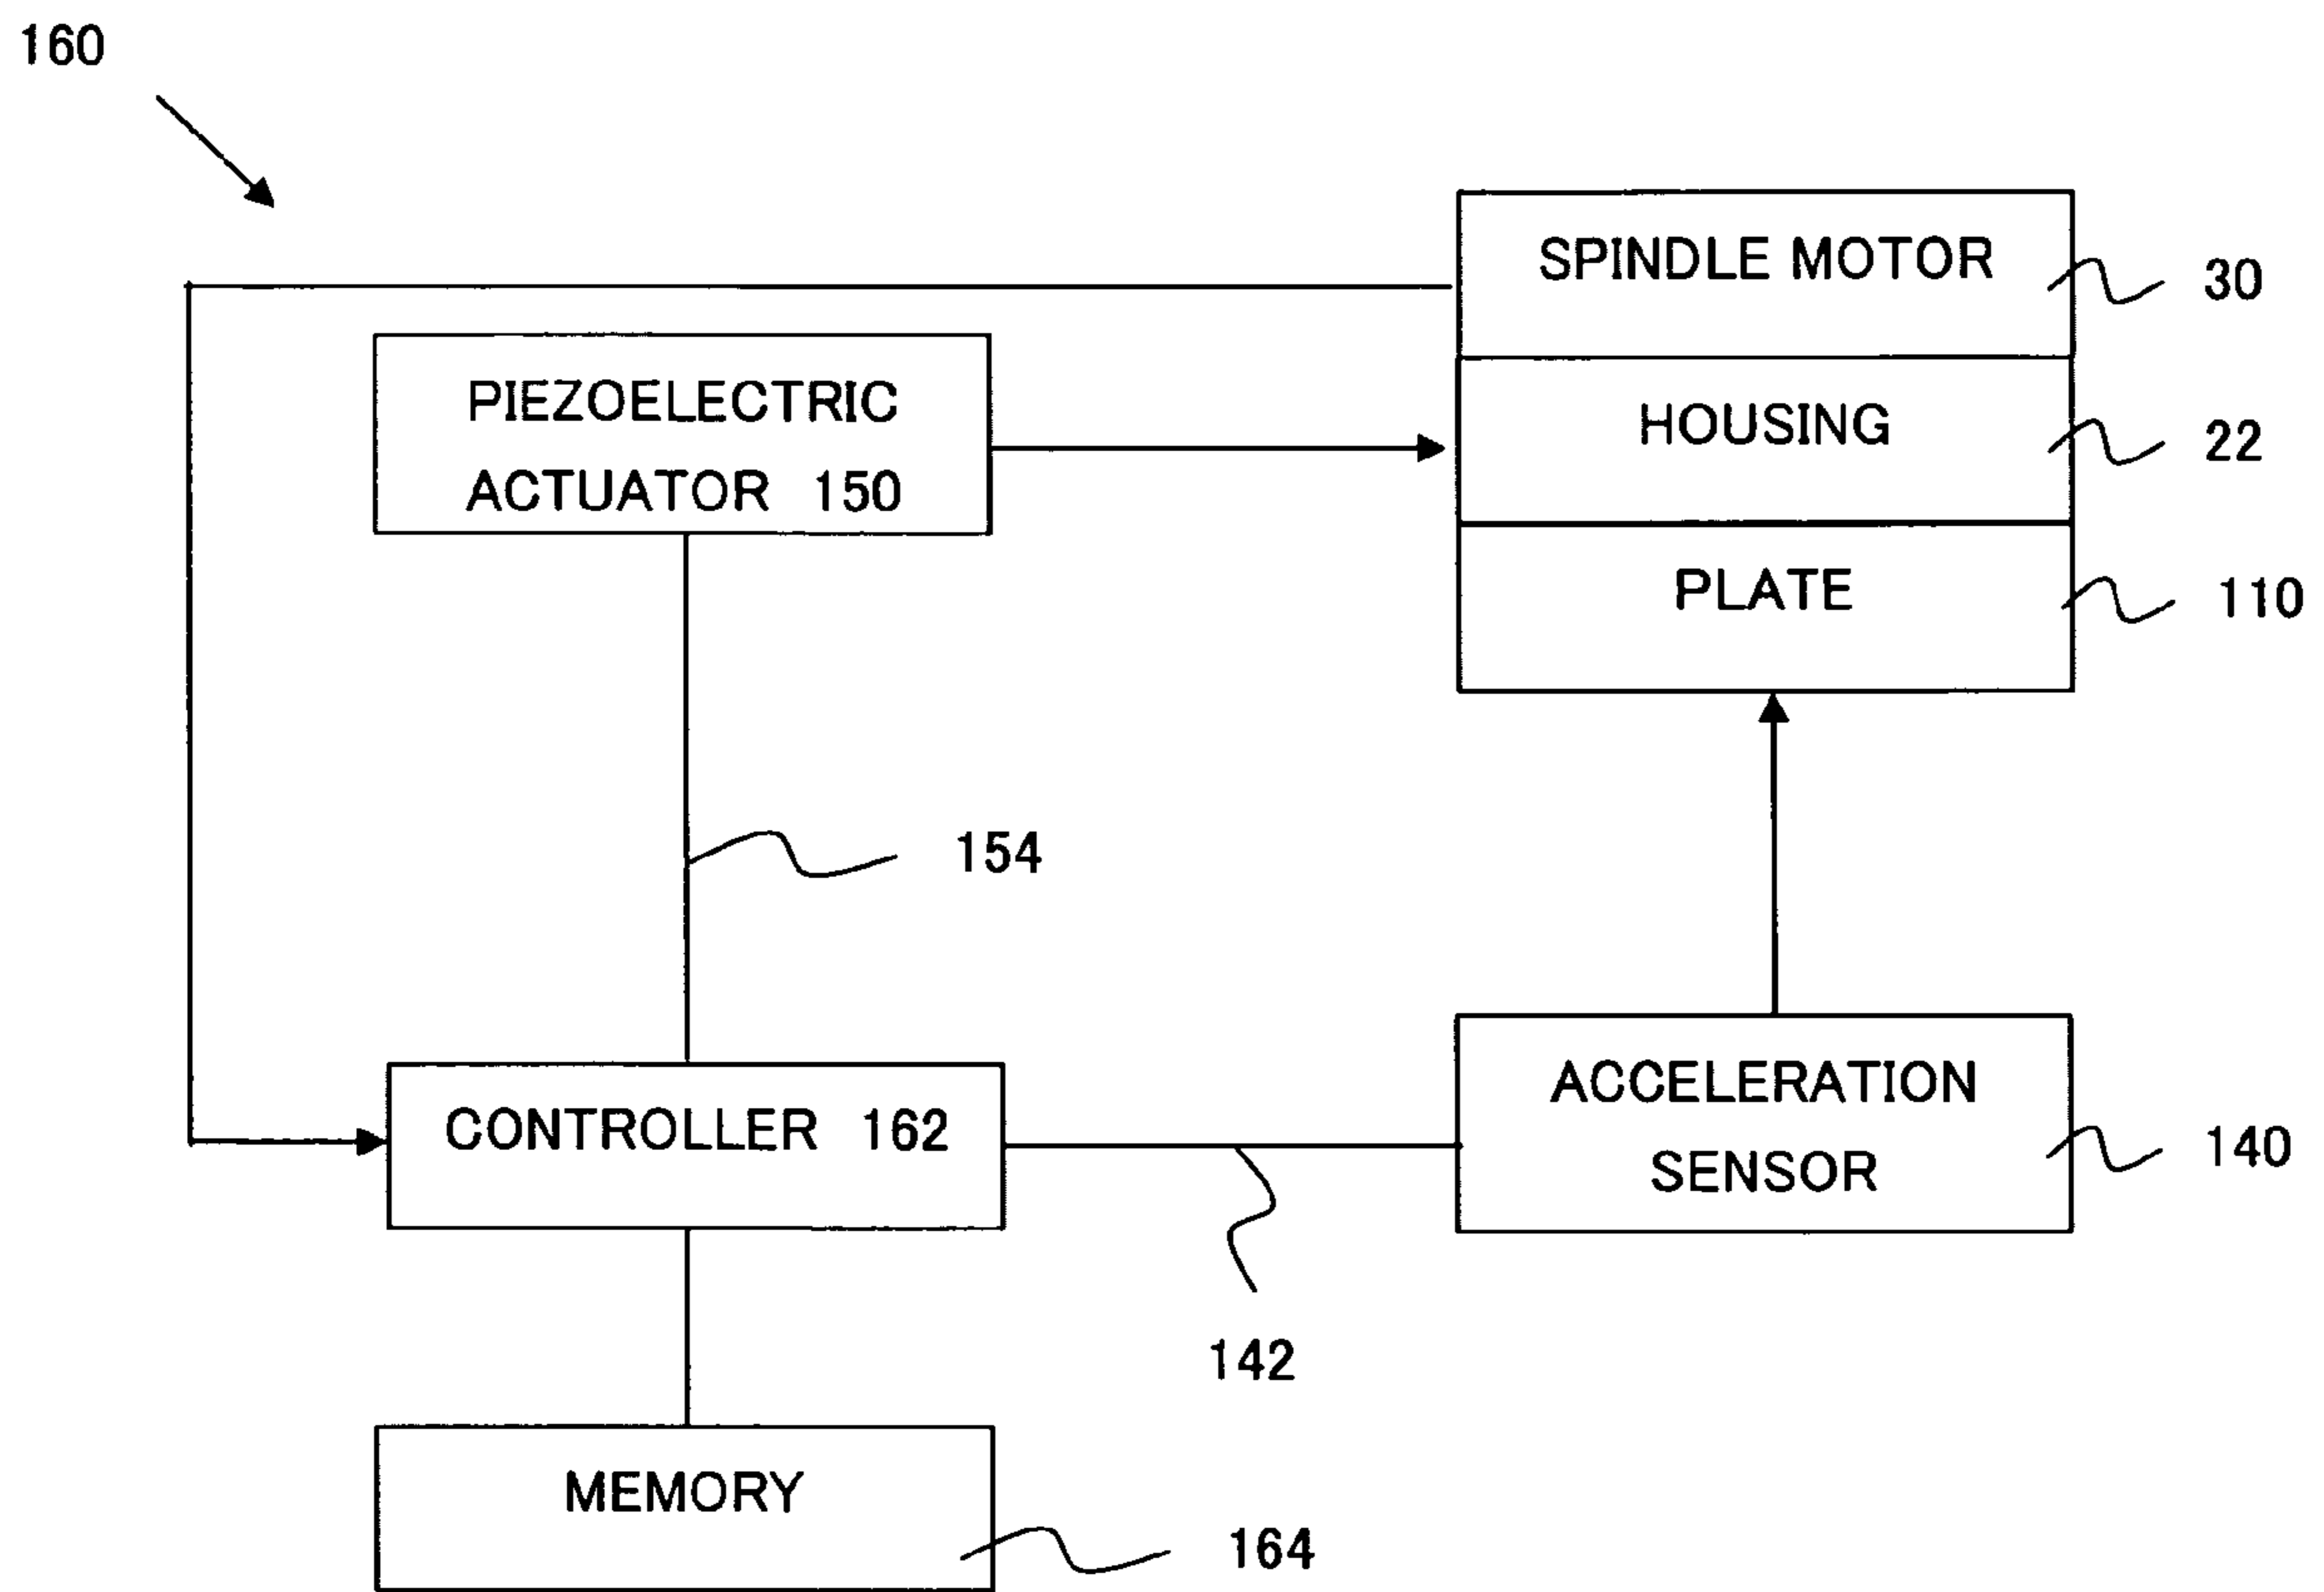 160
SPINDLE MOTOR
30
PIEZOELECTRIC
ACTUATOR 150
HOUSING
22
PLATE
110
154
CONTROLLER 162
ACCELERATION
SENSOR
140
142
MEMORY
164